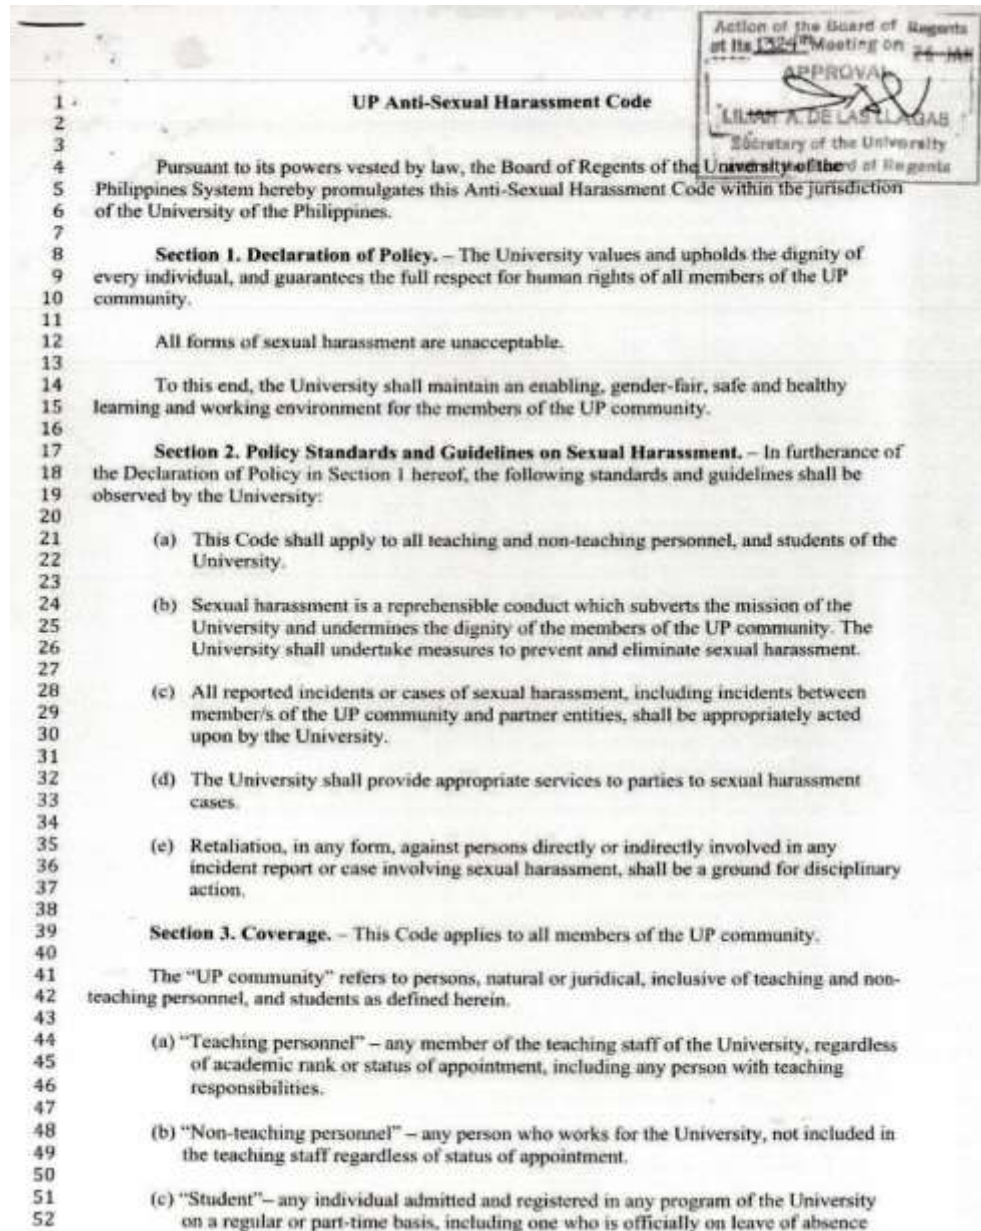 Action of the Board of Regents
at its 1324th Meeting on 26 JAN
APPROVAL
LILIAN A. DE LAS LLAGAS
Secretary of the University
rd of Regents
1 UP Anti-Sexual Harassment Code
2
3
4 Pursuant to its powers vested by law, the Board of Regents of the University of the
5 Philippines System hereby promulgates this Anti-Sexual Harassment Code within the jurisdiction
6 of the University of the Philippines.
7
8 Section 1. Declaration of Policy. – The University values and upholds the dignity of
9 every individual, and guarantees the full respect for human rights of all members of the UP
10 community.
11
12 All forms of sexual harassment are unacceptable.
13
14 To this end, the University shall maintain an enabling, gender-fair, safe and healthy
15 learning and working environment for the members of the UP community.
16
17 Section 2. Policy Standards and Guidelines on Sexual Harassment. – In furtherance of
18 the Declaration of Policy in Section 1 hereof, the following standards and guidelines shall be
19 observed by the University:
20
21 (a) This Code shall apply to all teaching and non-teaching personnel, and students of the
22 University.
23
24 (b) Sexual harassment is a reprehensible conduct which subverts the mission of the
25 University and undermines the dignity of the members of the UP community. The
26 University shall undertake measures to prevent and eliminate sexual harassment.
27
28 (c) All reported incidents or cases of sexual harassment, including incidents between
29 member/s of the UP community and partner entities, shall be appropriately acted
30 upon by the University.
31
32 (d) The University shall provide appropriate services to parties to sexual harassment
33 cases.
34
35 (e) Retaliation, in any form, against persons directly or indirectly involved in any
36 incident report or case involving sexual harassment, shall be a ground for disciplinary
37 action.
38
39 Section 3. Coverage. – This Code applies to all members of the UP community.
40
41 The “UP community” refers to persons, natural or juridical, inclusive of teaching and non-
42 teaching personnel, and students as defined herein.
43
44 (a) “Teaching personnel” – any member of the teaching staff of the University, regardless
45 of academic rank or status of appointment, including any person with teaching
46 responsibilities.
47
48 (b) “Non-teaching personnel” – any person who works for the University, not included in
49 the teaching staff regardless of status of appointment.
50
51 (c) “Student”– any individual admitted and registered in any program of the University
52 on a regular or part-time basis, including one who is officially on leave of absence